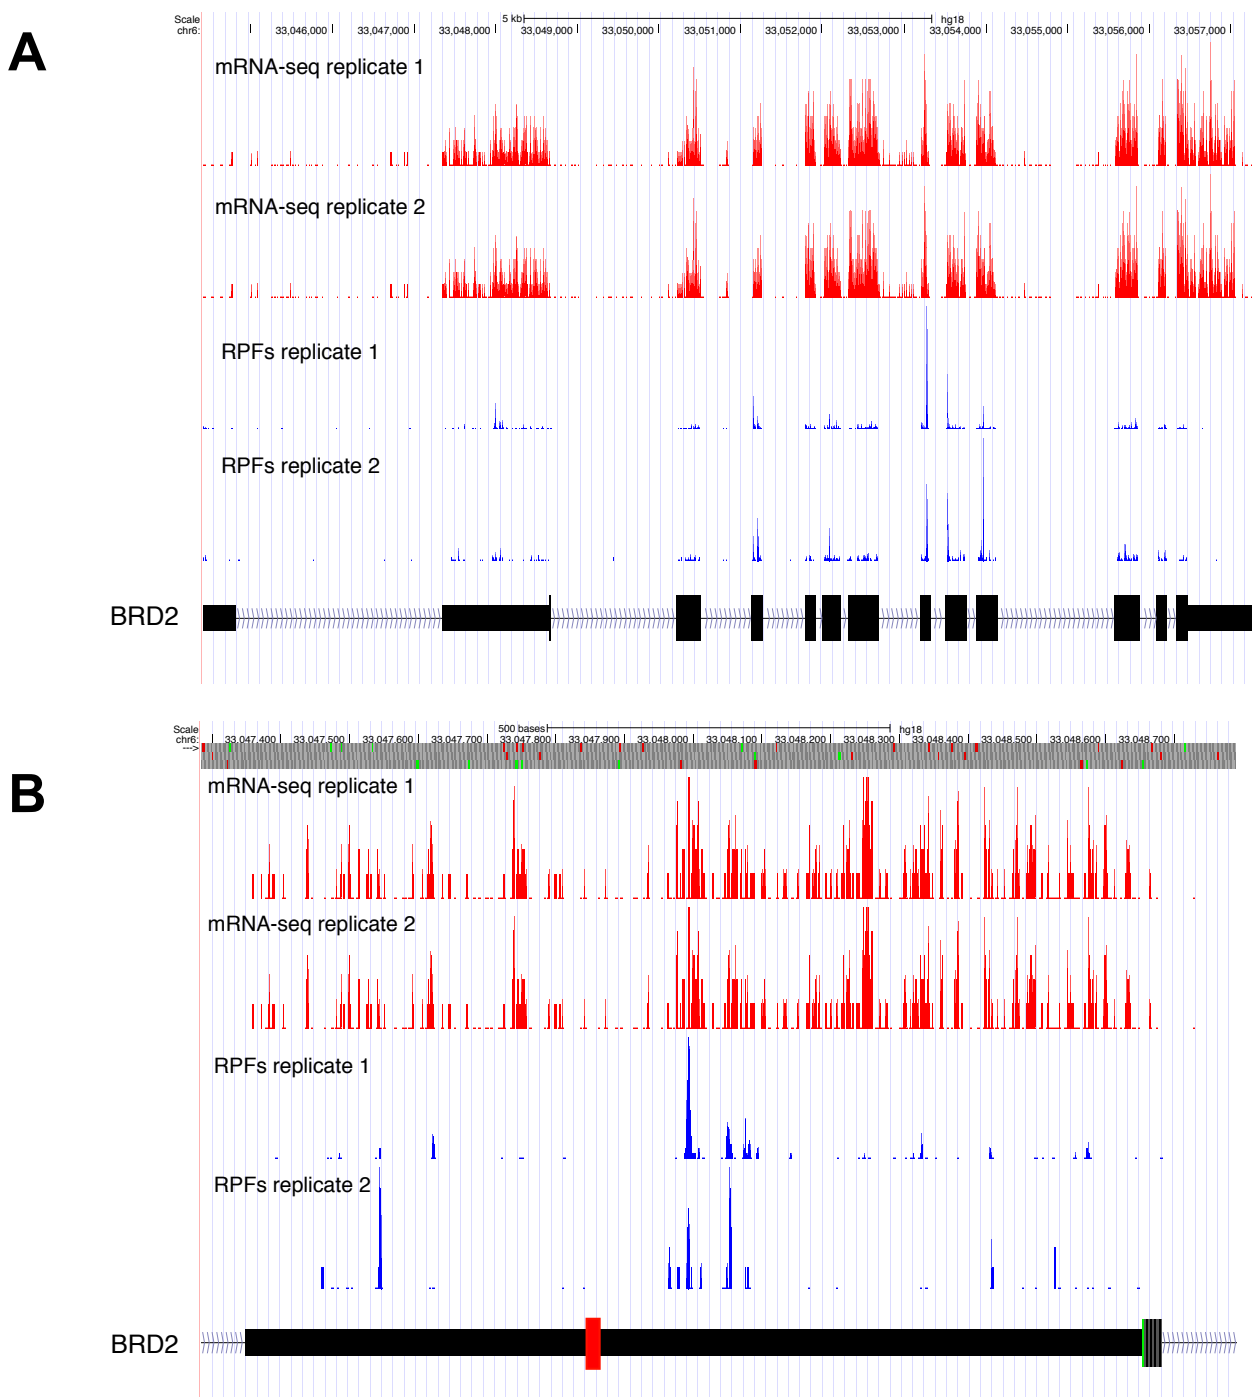 A
Scale 5 kb hg18
chr6: 33,046,000 33,047,000 33,048,000 33,049,000 33,050,000 33,051,000 33,052,000 33,053,000 33,054,000 33,055,000 33,056,000 33,057,000
mRNA-seq replicate 1
mRNA-seq replicate 2
RPFs replicate 1
RPFs replicate 2
BRD2
B
Scale 500 bases hg18
chr6: 33,047,400 33,047,500 33,047,600 33,047,700 33,047,800 33,047,900 33,048,000 33,048,100 33,048,200 33,048,300 33,048,400 33,048,500 33,048,600 33,048,700
--->
mRNA-seq replicate 1
mRNA-seq replicate 2
RPFs replicate 1
RPFs replicate 2
BRD2